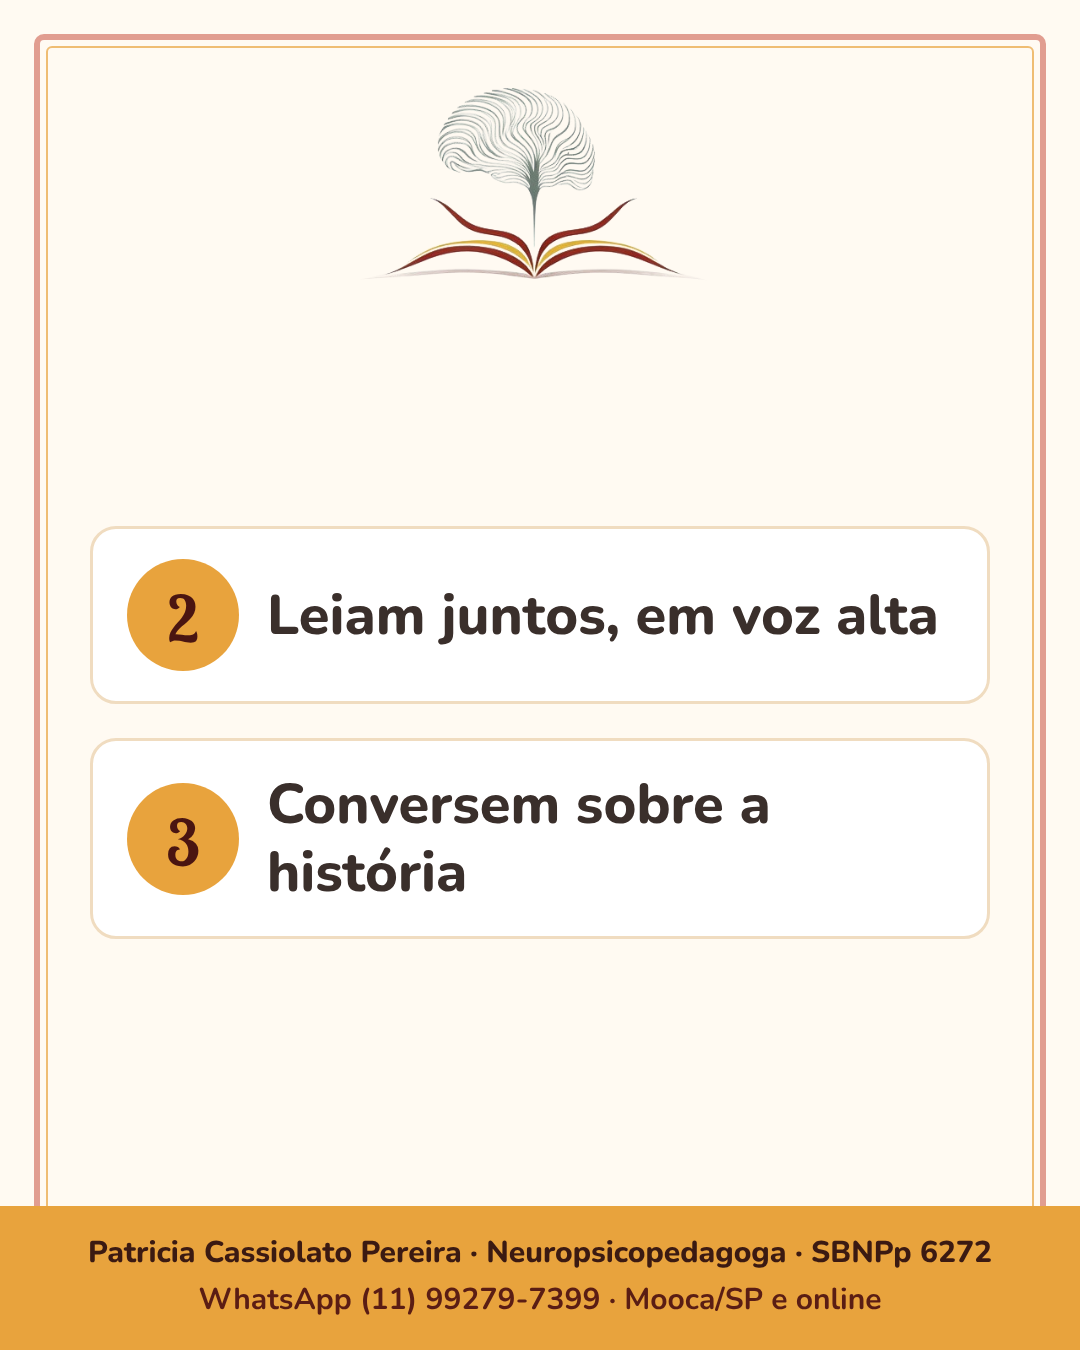 2
Leiam juntos, em voz alta
3
Conversem sobre a
história
Patricia Cassiolato Pereira · Neuropsicopedagoga · SBNPp 6272
WhatsApp (11) 99279-7399 · Mooca/SP e online